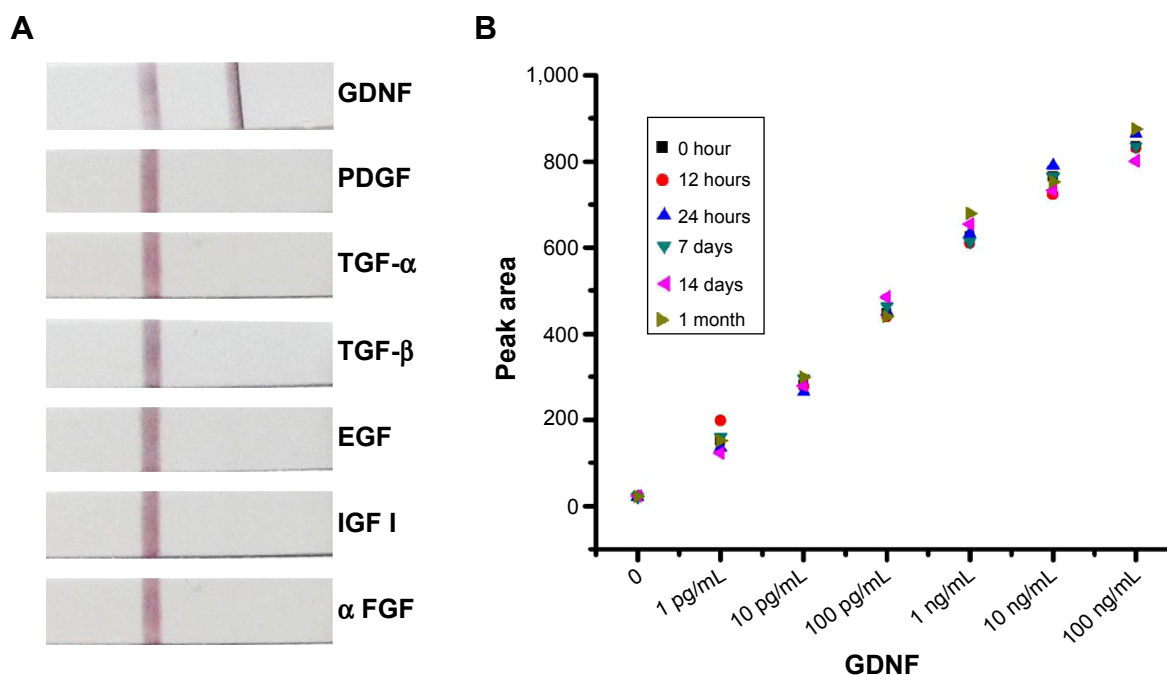 A
GDNF
PDGF
TGF-α
TGF-β
EGF
IGF I
α FGF
B
1,000
800
600
400
200
0
Peak area
0 hour
12 hours
24 hours
7 days
14 days
1 month
0
1 pg/mL
10 pg/mL
100 pg/mL
1 ng/mL
10 ng/mL
100 ng/mL
GDNF